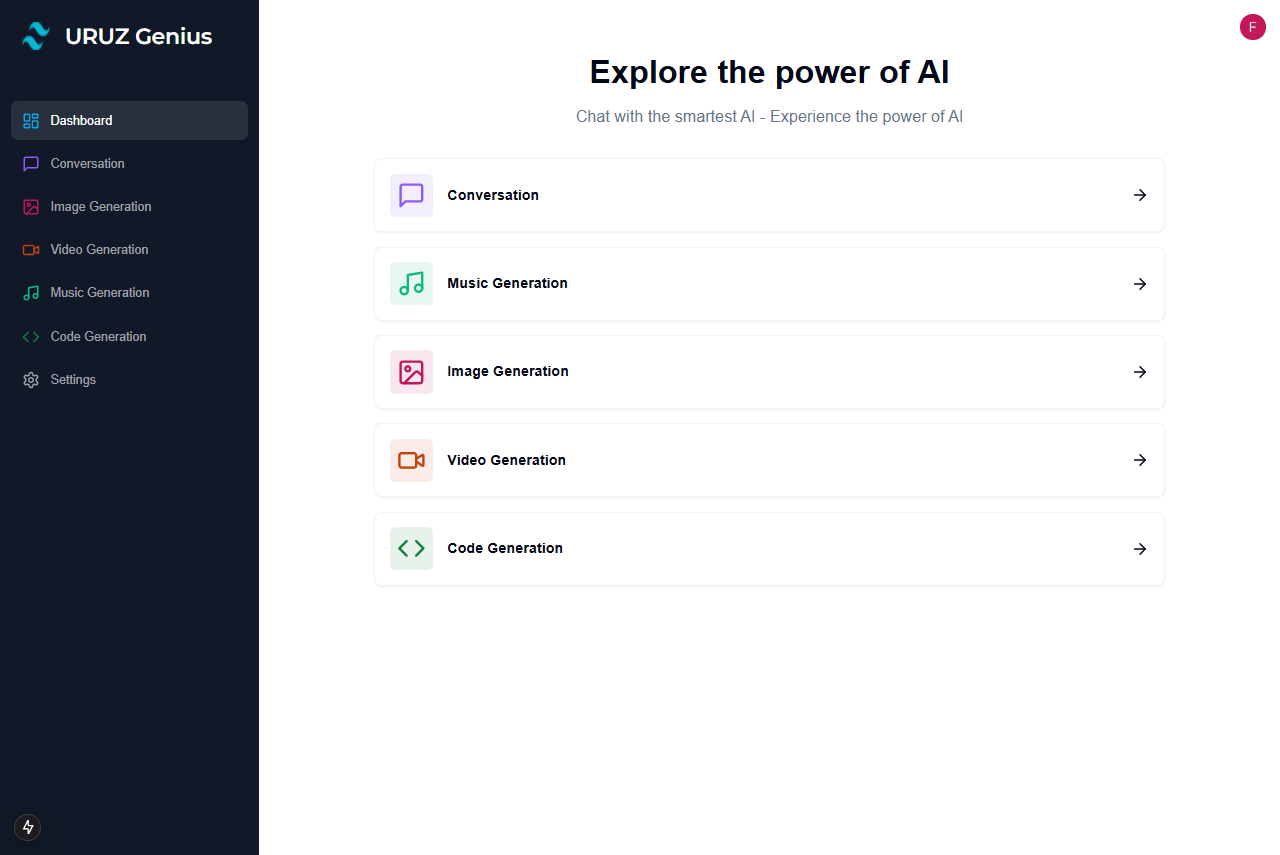 URUZ Genius
Dashboard
Conversation
Image Generation
Video Generation
Music Generation
Code Generation
Settings
F
Explore the power of AI
Chat with the smartest AI - Experience the power of AI
Conversation
Music Generation
Image Generation
Video Generation
Code Generation